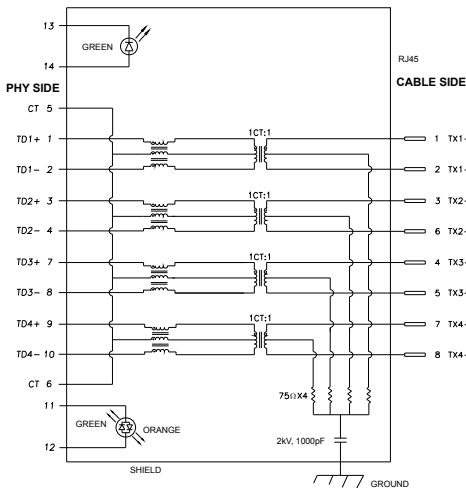 13
GREEN
14
RJ45
PHY SIDE
CABLE SIDE
CT 5
1CT:1
TD1+ 1
1 TX1+
TD1- 2
2 TX1-
1CT:1
TD2+ 3
3 TX2+
TD2- 4
6 TX2-
1CT:1
TD3+ 7
4 TX3+
TD3- 8
5 TX3-
1CT:1
TD4+ 9
7 TX4+
TD4- 10
8 TX4-
CT 6
75ΩX4
11
GREEN
ORANGE
12
2kV, 1000pF
SHIELD
GROUND